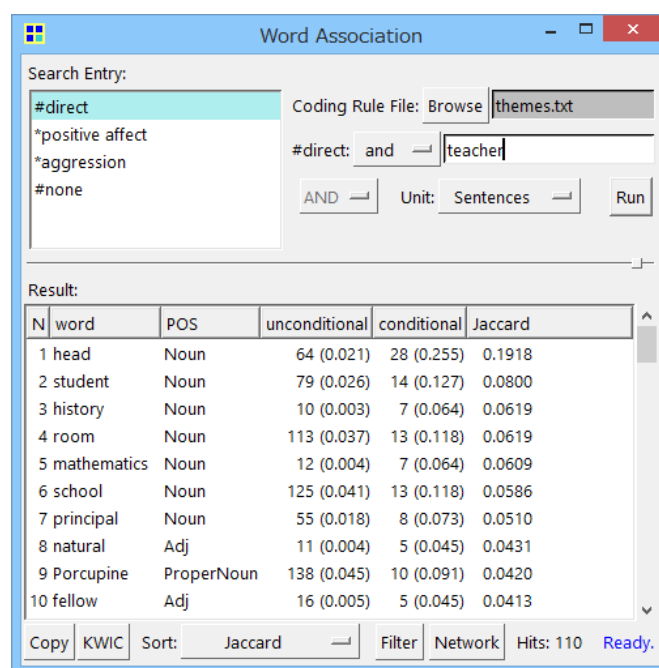 Word Association
Search Entry:
#direct
*positive affect
*aggression
#none
Coding Rule File: Browse themes.txt
#direct: and teacher
AND Unit: Sentences Run
Result:
N word POS unconditional conditional Jaccard
1 head Noun 64 (0.021) 28 (0.255) 0.1918
2 student Noun 79 (0.026) 14 (0.127) 0.0800
3 history Noun 10 (0.003) 7 (0.064) 0.0619
4 room Noun 113 (0.037) 13 (0.118) 0.0619
5 mathematics Noun 12 (0.004) 7 (0.064) 0.0609
6 school Noun 125 (0.041) 13 (0.118) 0.0586
7 principal Noun 55 (0.018) 8 (0.073) 0.0510
8 natural Adj 11 (0.004) 5 (0.045) 0.0431
9 Porcupine ProperNoun 138 (0.045) 10 (0.091) 0.0420
10 fellow Adj 16 (0.005) 5 (0.045) 0.0413
Copy KWIC Sort: Jaccard Filter Network Hits: 110 Ready.